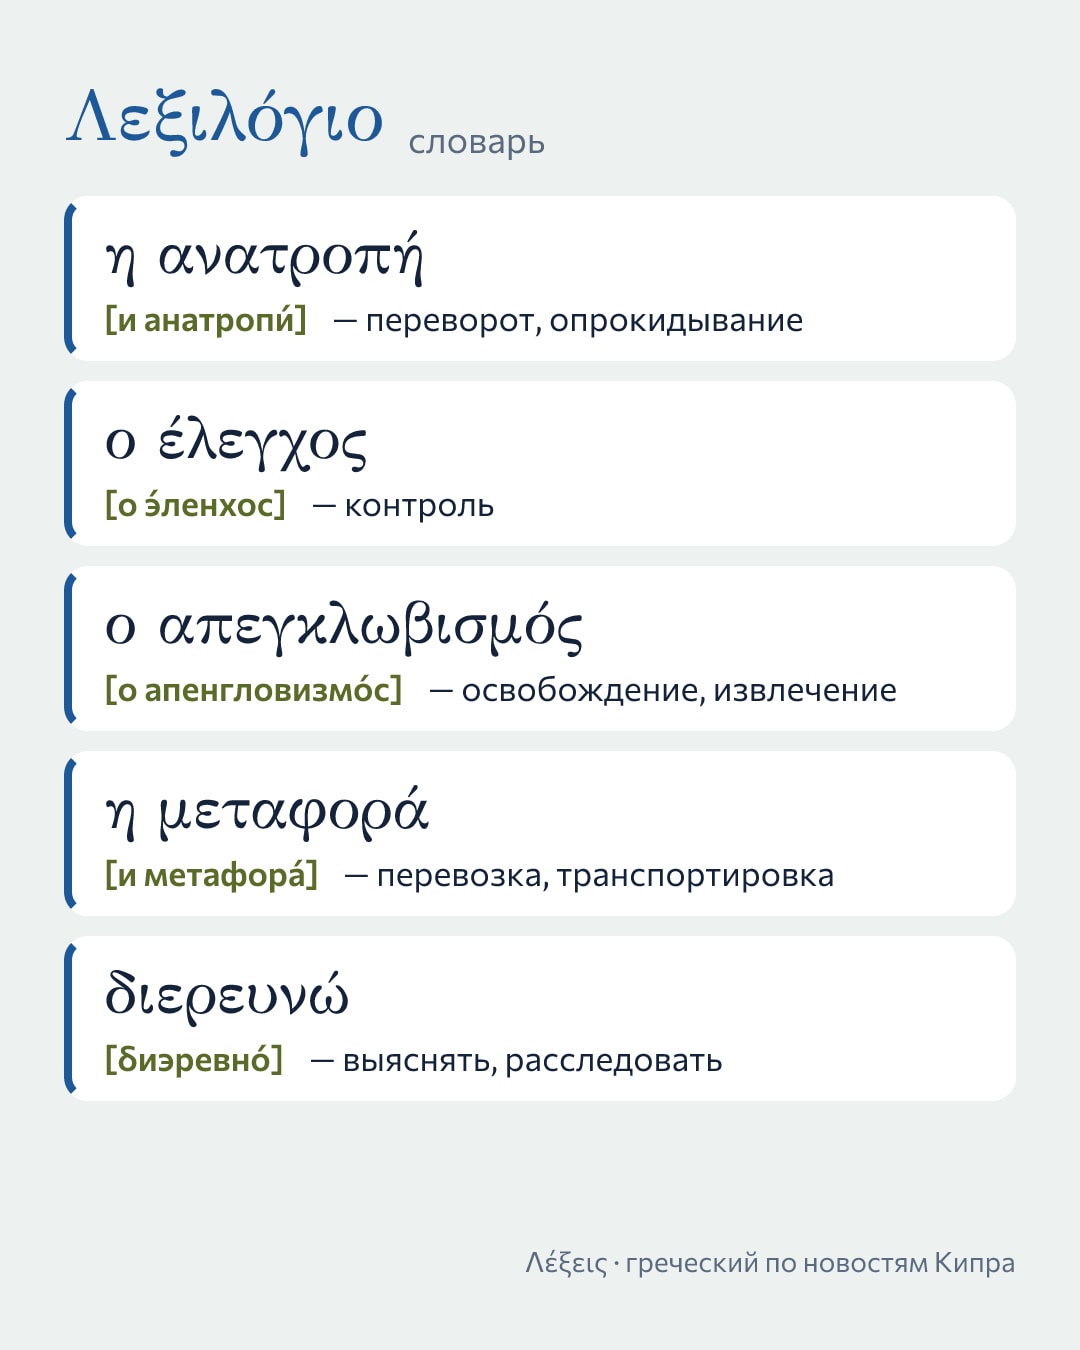 Λεξιλόγιο словарь
η ανατροπή
[и анатропи́] — переворот, опрокидывание
ο έλεγχος
[о э́ленхос] — контроль
ο απεγκλωβισμός
[о апенгловизмо́с] — освобождение, извлечение
η μεταφορά
[и метафора́] — перевозка, транспортировка
διερευνώ
[биэревно́] — выяснять, расследовать
Λέξεις · греческий по новостям Кипра